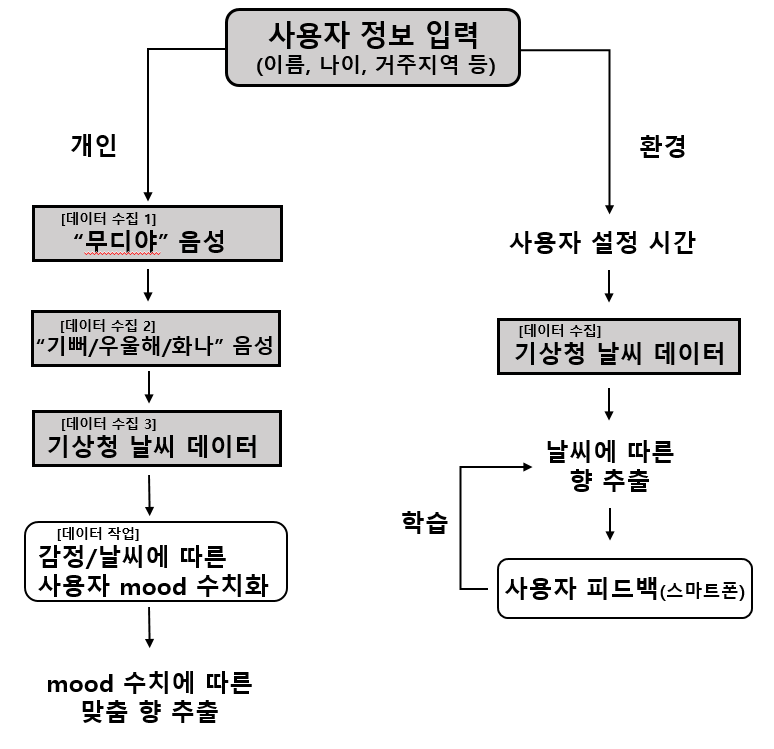 사용자 정보 입력
(이름, 나이, 거주지역 등)
개인
[데이터 수집 1]
“무디야” 음성
[데이터 수집 2]
“기뻐/우울해/화나” 음성
[데이터 수집 3]
기상청 날씨 데이터
[데이터 작업]
감정/날씨에 따른
사용자 mood 수치화
mood 수치에 따른
맞춤 향 추출
환경
사용자 설정 시간
[데이터 수집]
기상청 날씨 데이터
날씨에 따른
향 추출
학습
사용자 피드백(스마트폰)